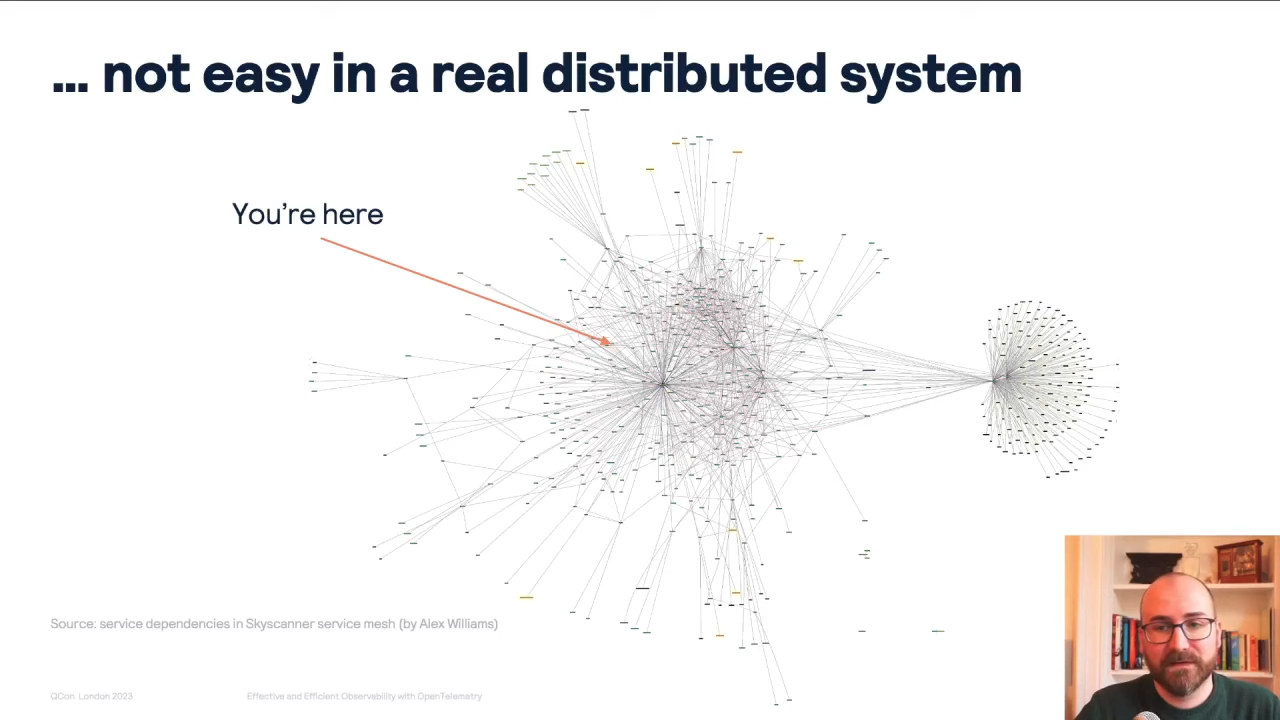 ... not easy in a real distributed system
You're here
Source: service dependencies in Skyscanner service mesh (by Alex Williams)
QCon London 2023
Effective and Efficient Observability with OpenTelemetry